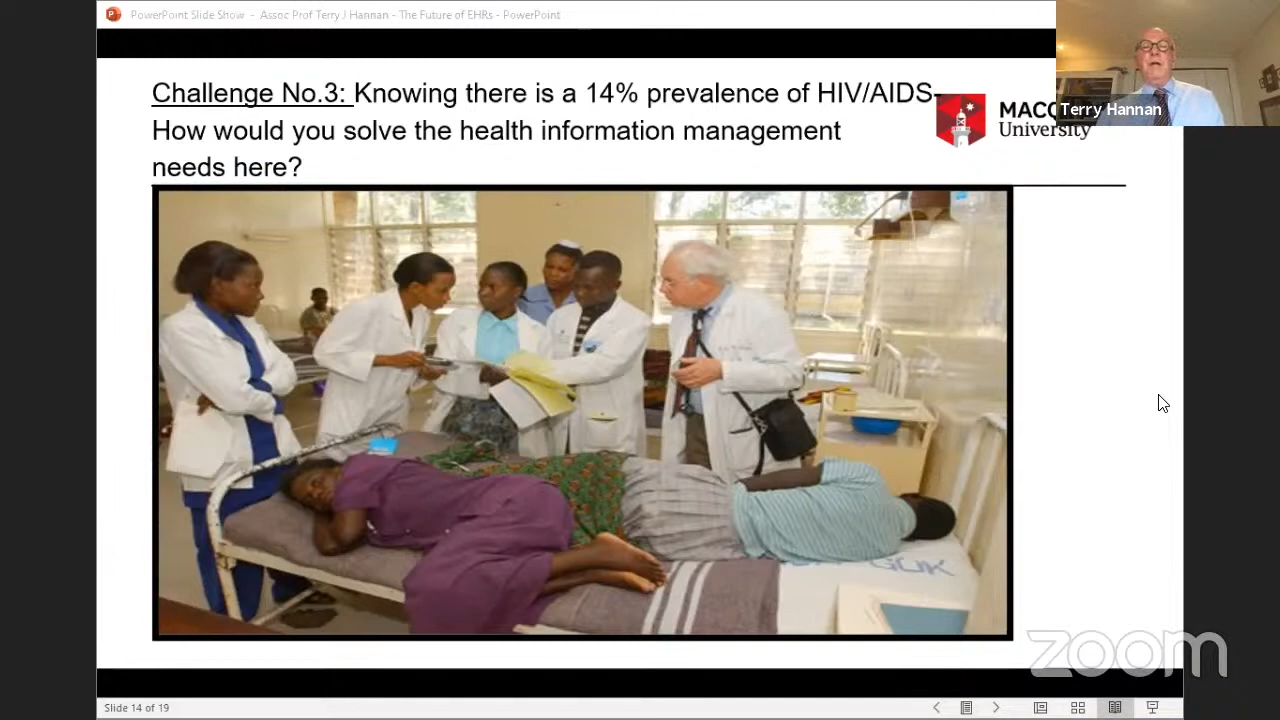 PowerPoint Slide Show - Assoc Prof Terry J Hannan - The Future of EHRs - PowerPoint
Challenge No.3: Knowing there is a 14% prevalence of HIV/AIDS-
How would you solve the health information management
needs here?
MACQ
University
Terry Hannan
GUK
zoom
Slide 14 of 19